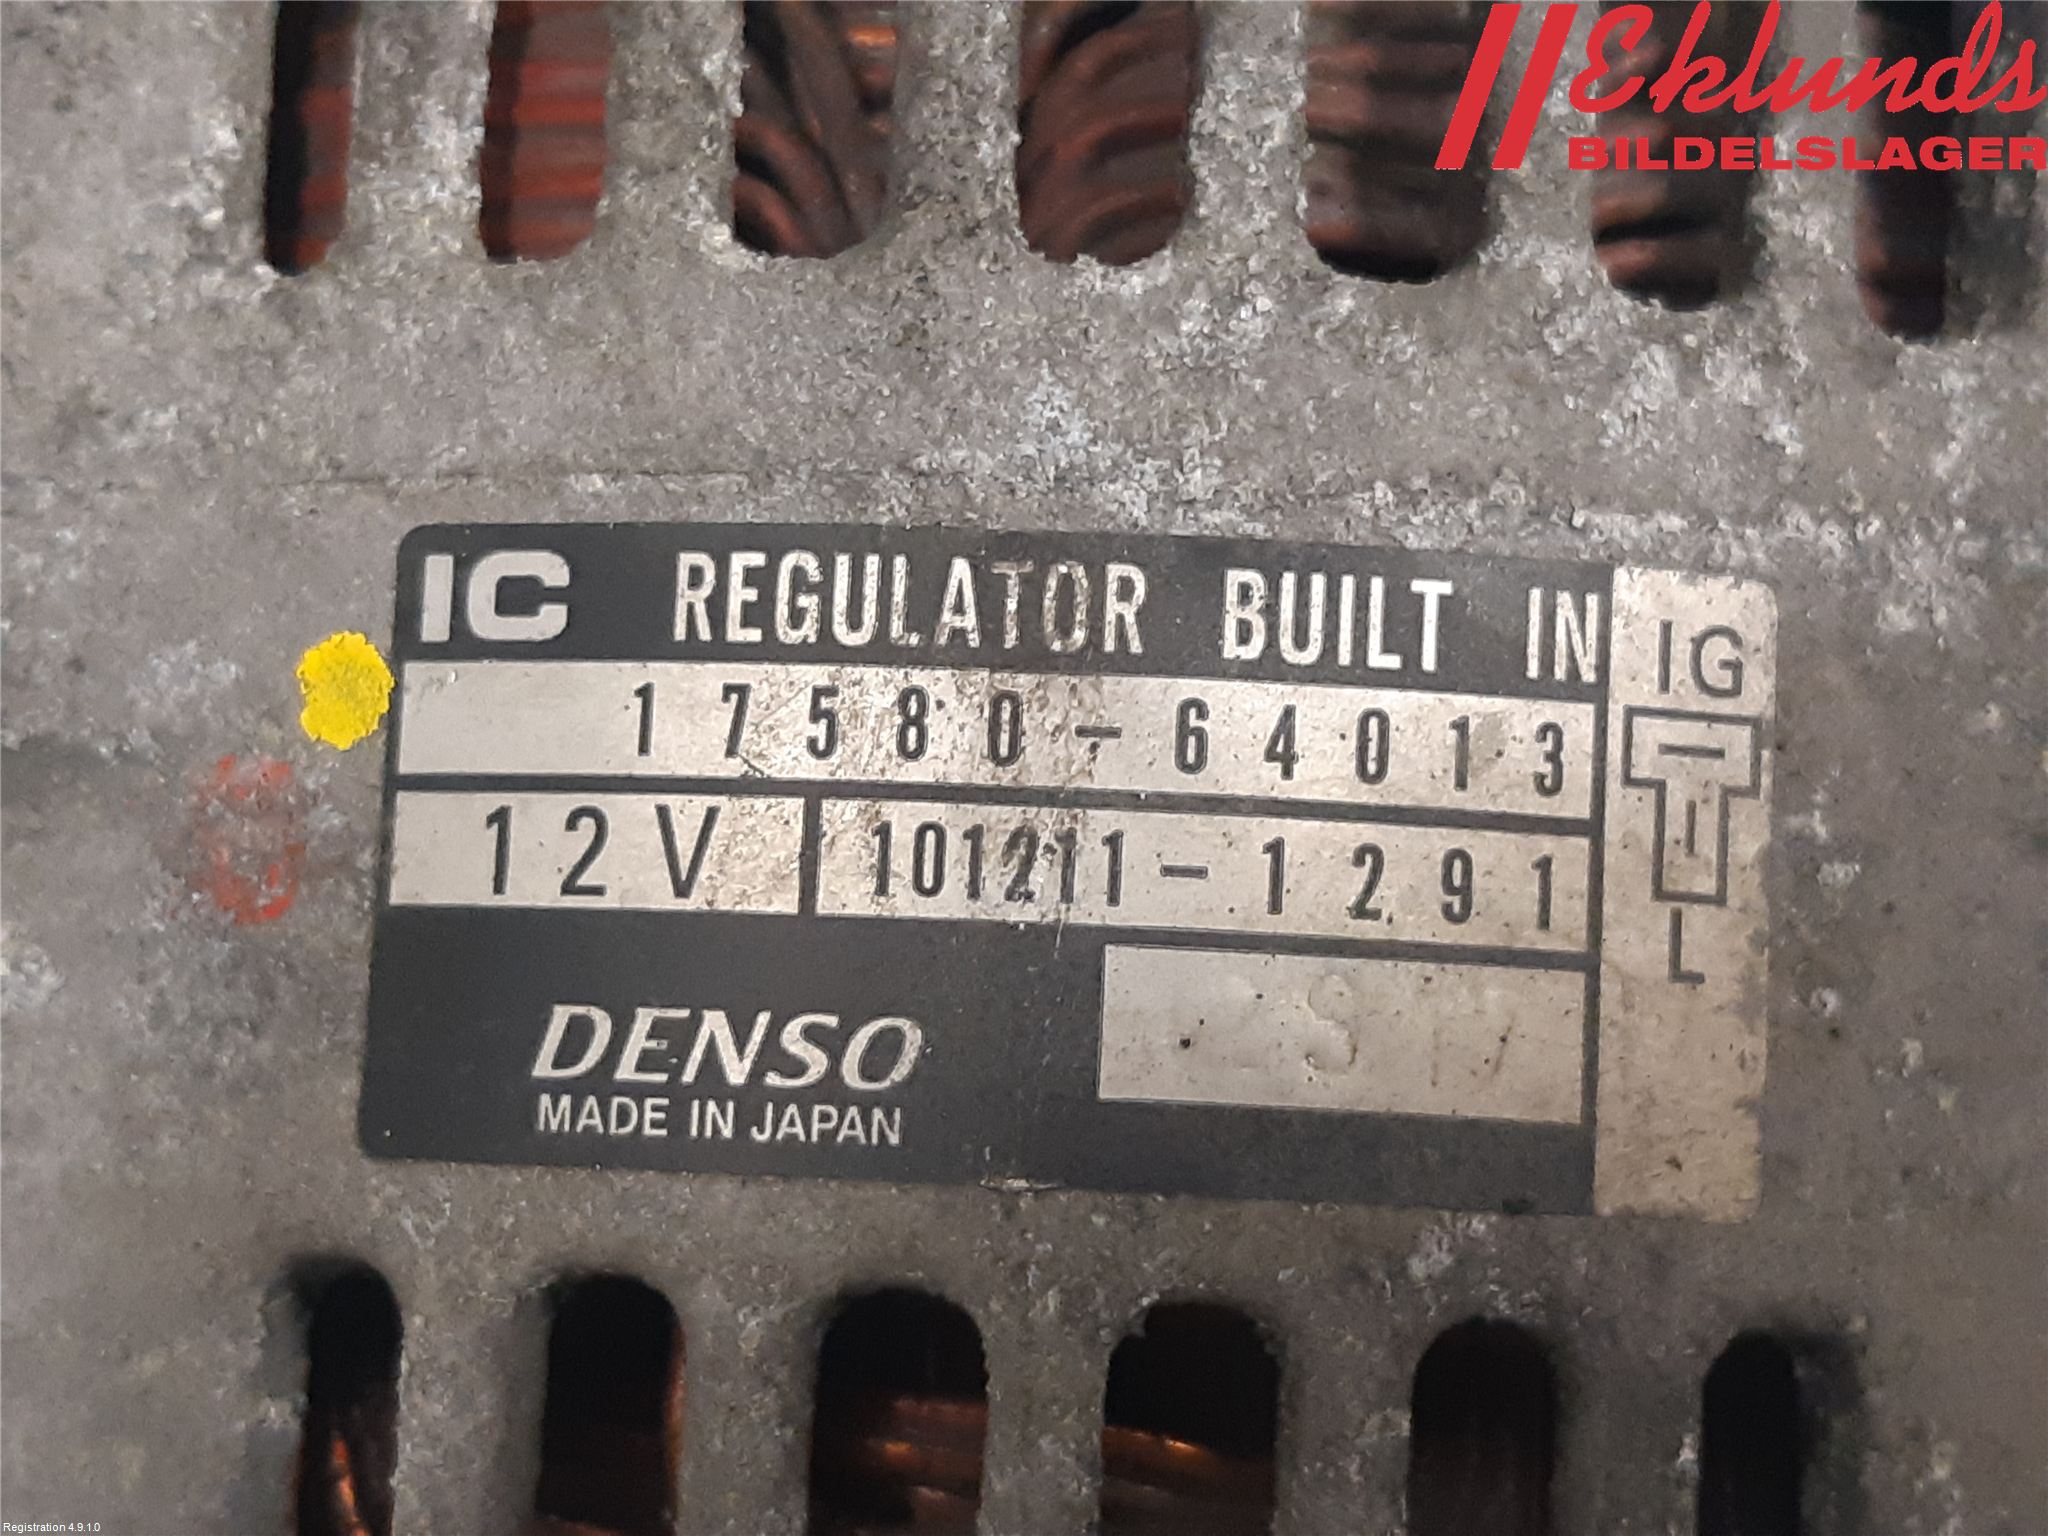 Eklunds
BILDELSLAGER
IC REGULATOR BUILT IN
17580-64013
12V 101211-1291
IG
L
DENSO
MADE IN JAPAN
Registration 4.9.1.0